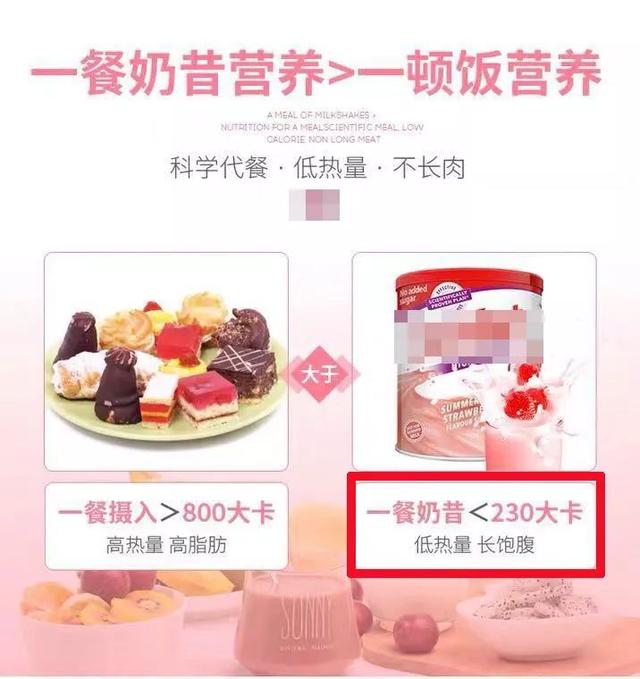 一餐奶昔营养>一顿饭营养
A MEAL OF MILKSHAKES >
NUTRITION FOR A MEALSCIENTIFIC MEAL, LOW
CALORIE NON LONG MEAT
科学代餐·低热量·不长肉
No added
sugar
EFFECTIVE
SCIENTIFICALLY
PROVEN PLAN
SUMMER
STRAWBE
FLAVOUR
大于
一餐摄入>800大卡
高热量 高脂肪
一餐奶昔<230大卡
低热量 长饱腹
SUNNY